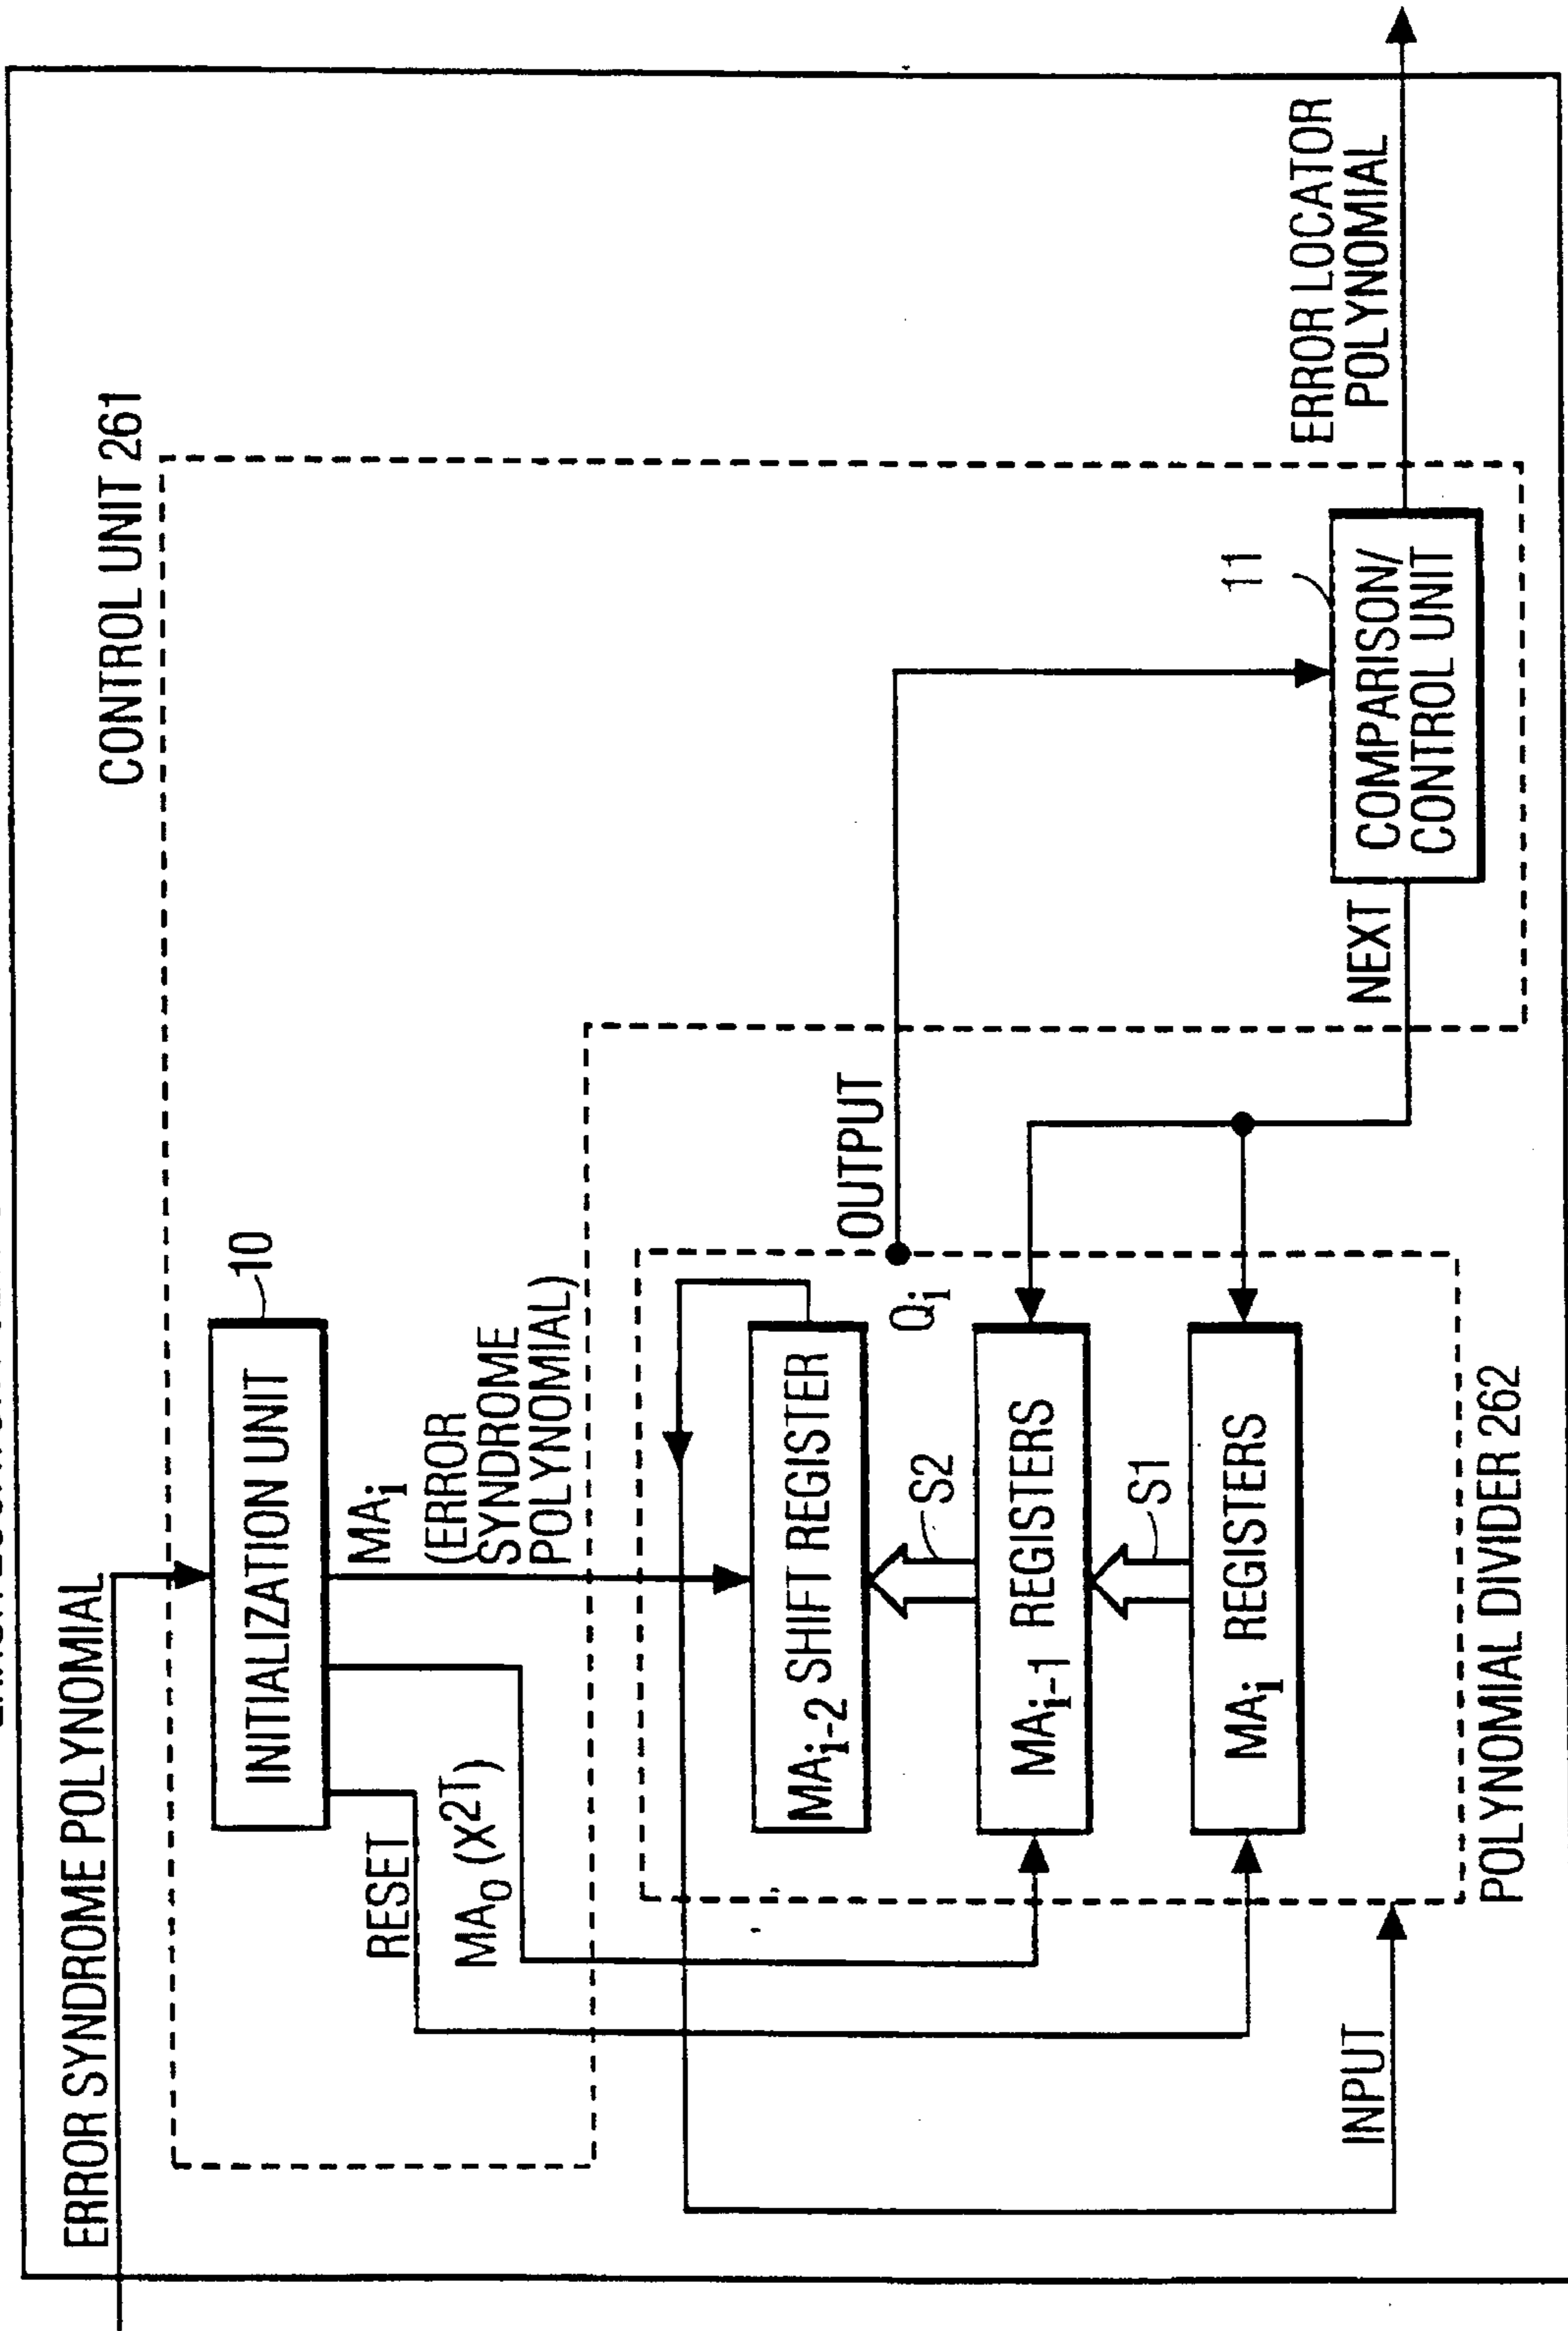 ERROR SYNDROME POLYNOMIAL
CONTROL UNIT 261
INITIALIZATION UNIT
10
RESET
MA0 (X2T)
MAi
(ERROR
SYNDROME
POLYNOMIAL)
OUTPUT
ERROR LOCATOR
POLYNOMIAL
MAi-2 SHIFT REGISTER
Qi
S2
MAi-1 REGISTERS
S1
MAi REGISTERS
NEXT
11
COMPARISON/
CONTROL UNIT
INPUT
POLYNOMIAL DIVIDER 262